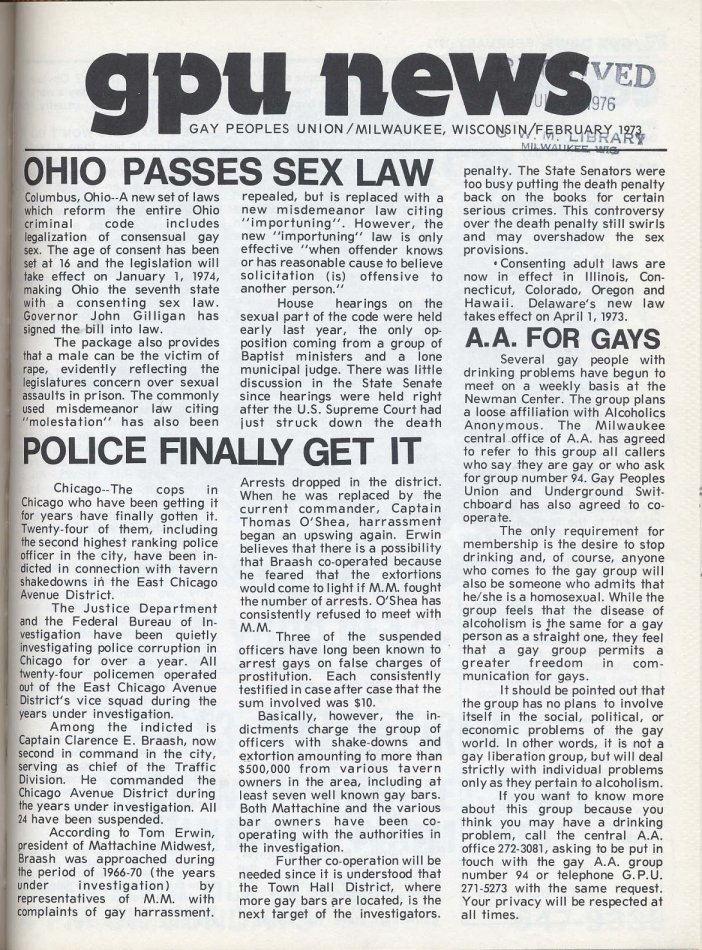 gpu news
GAY PEOPLES UNION/MILWAUKEE, WISCONSIN/FEBRUARY 1973
1976
LIBRARY
MILWAUKEE, WIS.
OHIO PASSES SEX LAW
Columbus, Ohio--A new set of laws
which reform the entire Ohio
criminal code includes
legalization of consensual gay
sex. The age of consent has been
set at 16 and the legislation will
take effect on January 1, 1974,
making Ohio the seventh state
with a consenting sex law.
Governor John Gilligan has
signed the bill into law.
The package also provides
that a male can be the victim of
rape, evidently reflecting the
legislatures concern over sexual
assaults in prison. The commonly
used misdemeanor law citing
"molestation" has also been
repealed, but is replaced with a
new misdemeanor law citing
"importuning". However, the
new "importuning" law is only
effective "when offender knows
or has reasonable cause to believe
solicitation (is) offensive to
another person."
House hearings on the
sexual part of the code were held
early last year, the only op-
position coming from a group of
Baptist ministers and a lone
municipal judge. There was little
discussion in the State Senate
since hearings were held right
after the U.S. Supreme Court had
just struck down the death
penalty. The State Senators were
too busy putting the death penalty
back on the books for certain
serious crimes. This controversy
over the death penalty still swirls
and may overshadow the sex
provisions.
• Consenting adult laws are
now in effect in Illinois, Con-
necticut, Colorado, Oregon and
Hawaii. Delaware's new law
takes effect on April 1, 1973.
POLICE FINALLY GET IT
Chicago--The cops in
Chicago who have been getting it
for years have finally gotten it.
Twenty-four of them, including
the second highest ranking police
officer in the city, have been in-
dicted in connection with tavern
shakedowns in the East Chicago
Avenue District.
The Justice Department
and the Federal Bureau of In-
vestigation have been quietly
investigating police corruption in
Chicago for over a year. All
twenty-four policemen operated
out of the East Chicago Avenue
District's vice squad during the
years under investigation.
Among the indicted is
Captain Clarence E. Braash, now
second in command in the city,
serving as chief of the Traffic
Division. He commanded the
Chicago Avenue District during
the years under investigation. All
24 have been suspended.
According to Tom Erwin,
president of Mattachine Midwest,
Braash was approached during
the period of 1966-70 (the years
under investigation) by
representatives of M.M. with
complaints of gay harrassment.
Arrests dropped in the district.
When he was replaced by the
current commander, Captain
Thomas O'Shea, harrassment
began an upswing again. Erwin
believes that there is a possibility
that Braash co-operated because
he feared that the extortions
would come to light if M.M. fought
the number of arrests. O'Shea has
consistently refused to meet with
M.M.
Three of the suspended
officers have long been known to
arrest gays on false charges of
prostitution. Each consistently
testified in case after case that the
sum involved was $10.
Basically, however, the in-
dictments charge the group of
officers with shake-downs and
extortion amounting to more than
$500,000 from various tavern
owners in the area, including at
least seven well known gay bars.
Both Mattachine and the various
bar owners have been co-
operating with the authorities in
the investigation.
Further co-operation will be
needed since it is understood that
the Town Hall District, where
more gay bars are located, is the
next target of the investigators.
A.A. FOR GAYS
Several gay people with
drinking problems have begun to
meet on a weekly basis at the
Newman Center. The group plans
a loose affiliation with Alcoholics
Anonymous. The Milwaukee
central office of A.A. has agreed
to refer to this group all callers
who say they are gay or who ask
for group number 94. Gay Peoples
Union and Underground Swit-
chboard has also agreed to co-
operate.
The only requirement for
membership is the desire to stop
drinking and, of course, anyone
who comes to the gay group will
also be someone who admits that
he/she is a homosexual. While the
group feels that the disease of
alcoholism is the same for a gay
person as a straight one, they feel
that a gay group permits a
greater freedom in com-
munication for gays.
It should be pointed out that
the group has no plans to involve
itself in the social, political, or
economic problems of the gay
world. In other words, it is not a
gay liberation group, but will deal
strictly with individual problems
only as they pertain to alcoholism.
If you want to know more
about this group because you
think you may have a drinking
problem, call the central A.A.
office 272-3081, asking to be put in
touch with the gay A.A. group
number 94 or telephone G.P.U.
271-5273 with the same request.
Your privacy will be respected at
all times.